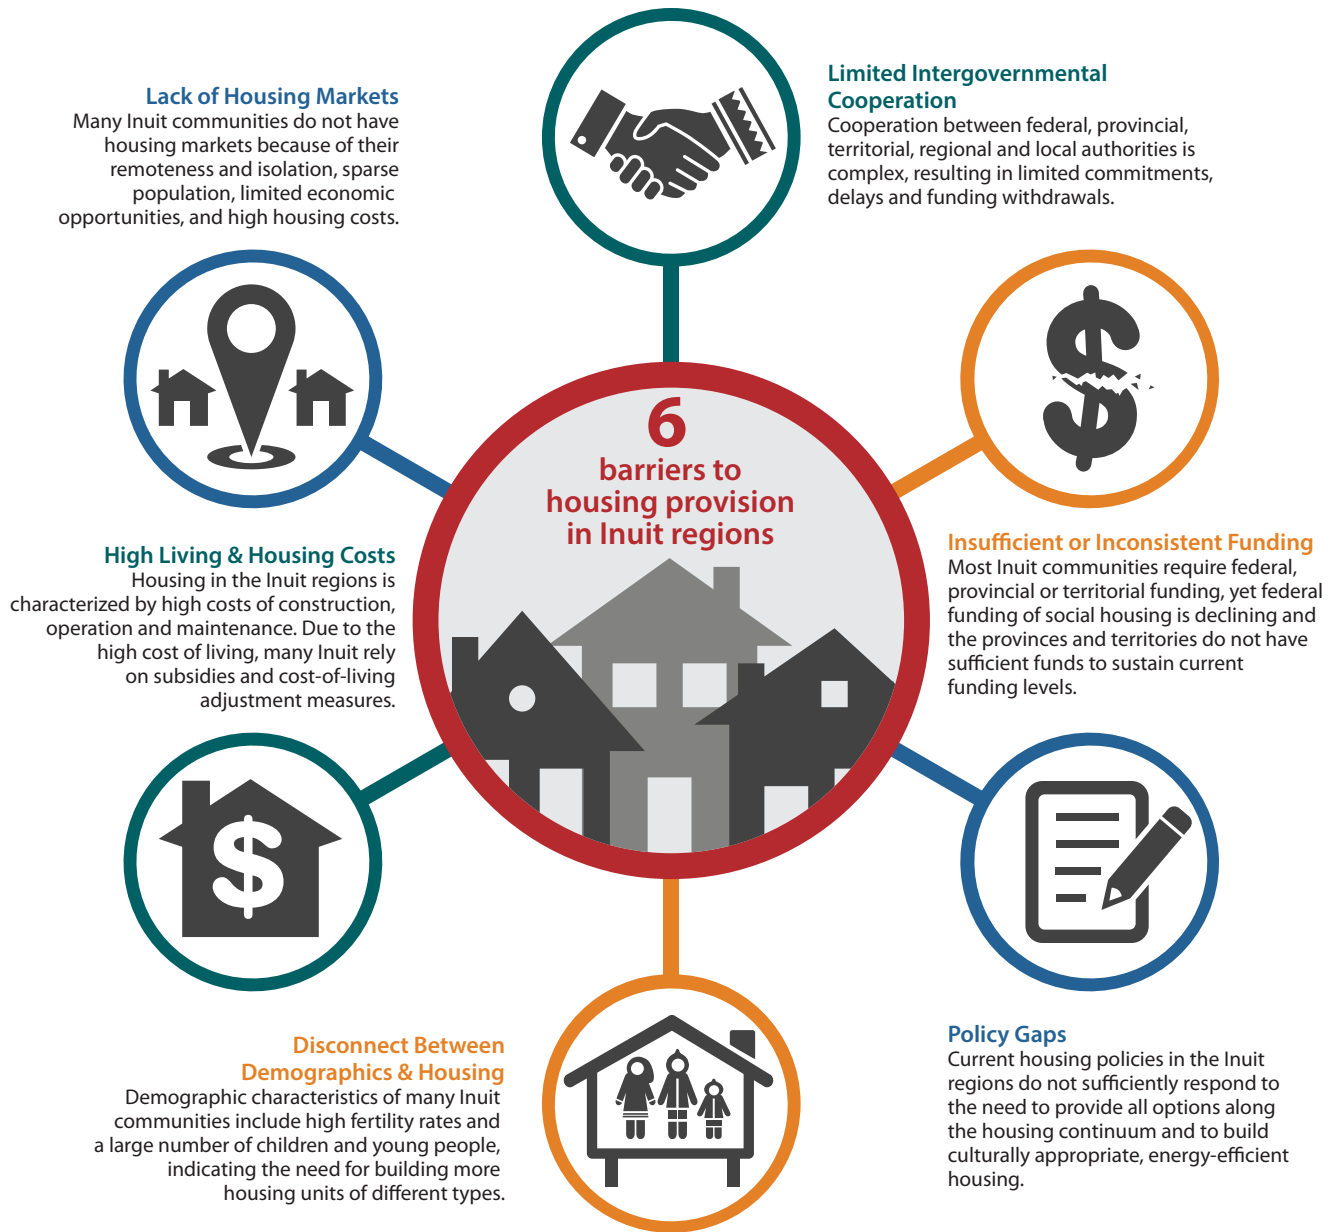 6
barriers to
housing provision
in Inuit regions
Limited Intergovernmental
Cooperation
Cooperation between federal, provincial,
territorial, regional and local authorities is
complex, resulting in limited commitments,
delays and funding withdrawals.
Insufficient or Inconsistent Funding
Most Inuit communities require federal,
provincial or territorial funding, yet federal
funding of social housing is declining and
the provinces and territories do not have
sufficient funds to sustain current
funding levels.
Policy Gaps
Current housing policies in the Inuit
regions do not sufficiently respond to
the need to provide all options along
the housing continuum and to build
culturally appropriate, energy-efficient
housing.
Disconnect Between
Demographics & Housing
Demographic characteristics of many Inuit
communities include high fertility rates and
a large number of children and young people,
indicating the need for building more
housing units of different types.
High Living & Housing Costs
Housing in the Inuit regions is
characterized by high costs of construction,
operation and maintenance. Due to the
high cost of living, many Inuit rely
on subsidies and cost-of-living
adjustment measures.
Lack of Housing Markets
Many Inuit communities do not have
housing markets because of their
remoteness and isolation, sparse
population, limited economic
opportunities, and high housing costs.